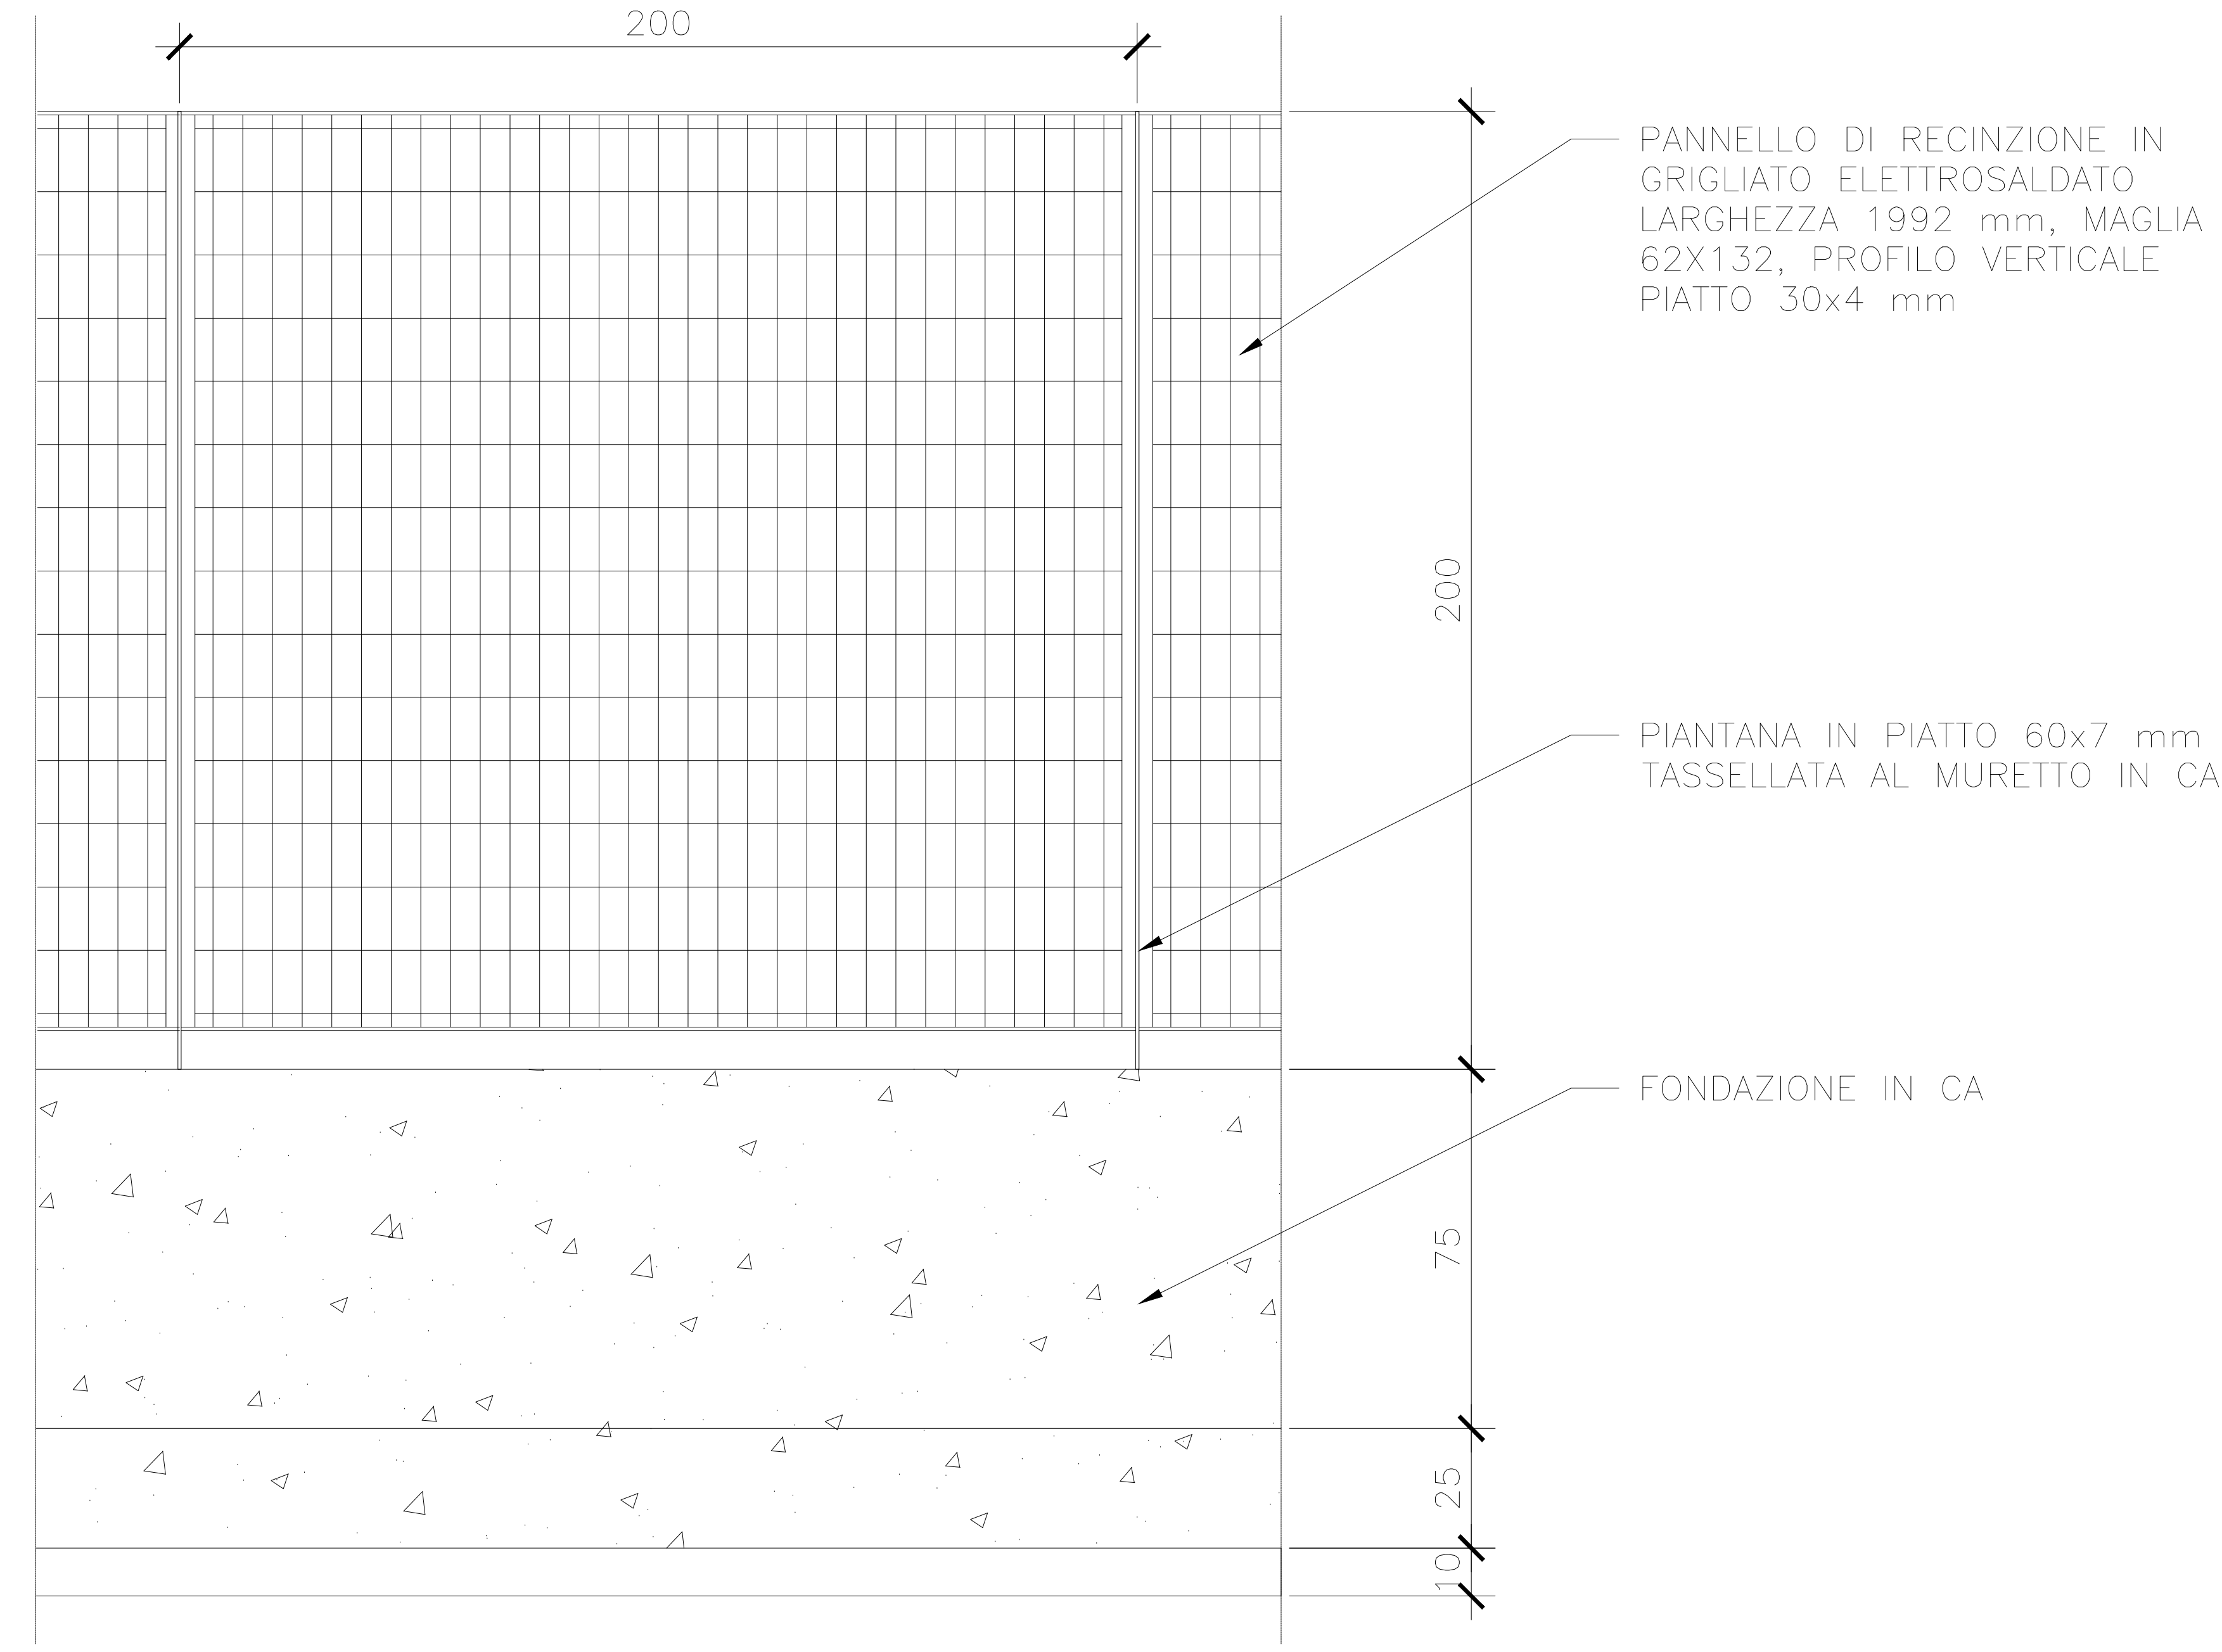 200
PANNELLO DI RECINZIONE IN
GRIGLIATO ELETTROSALDATO
LARGHEZZA 1992 mm, MAGLIA
62X132, PROFILO VERTICALE
PIATTO 30x4 mm
200
PIANTANA IN PIATTO 60x7 mm
TASSELLATA AL MURETTO IN CA
FONDAZIONE IN CA
75
25
10